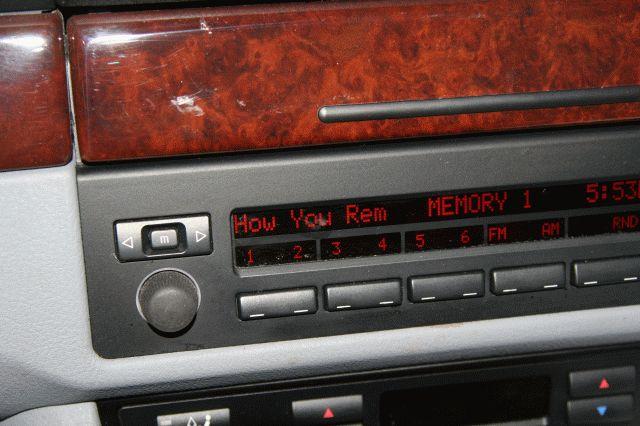 How You Rem MEMORY 1 5:53
1 2 3 4 5 6 FM AM RND
m